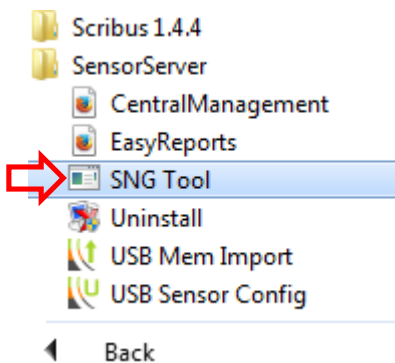 Scribus 1.4.4
SensorServer
CentralManagement
EasyReports
SNG Tool
Uninstall
USB Mem Import
USB Sensor Config
Back